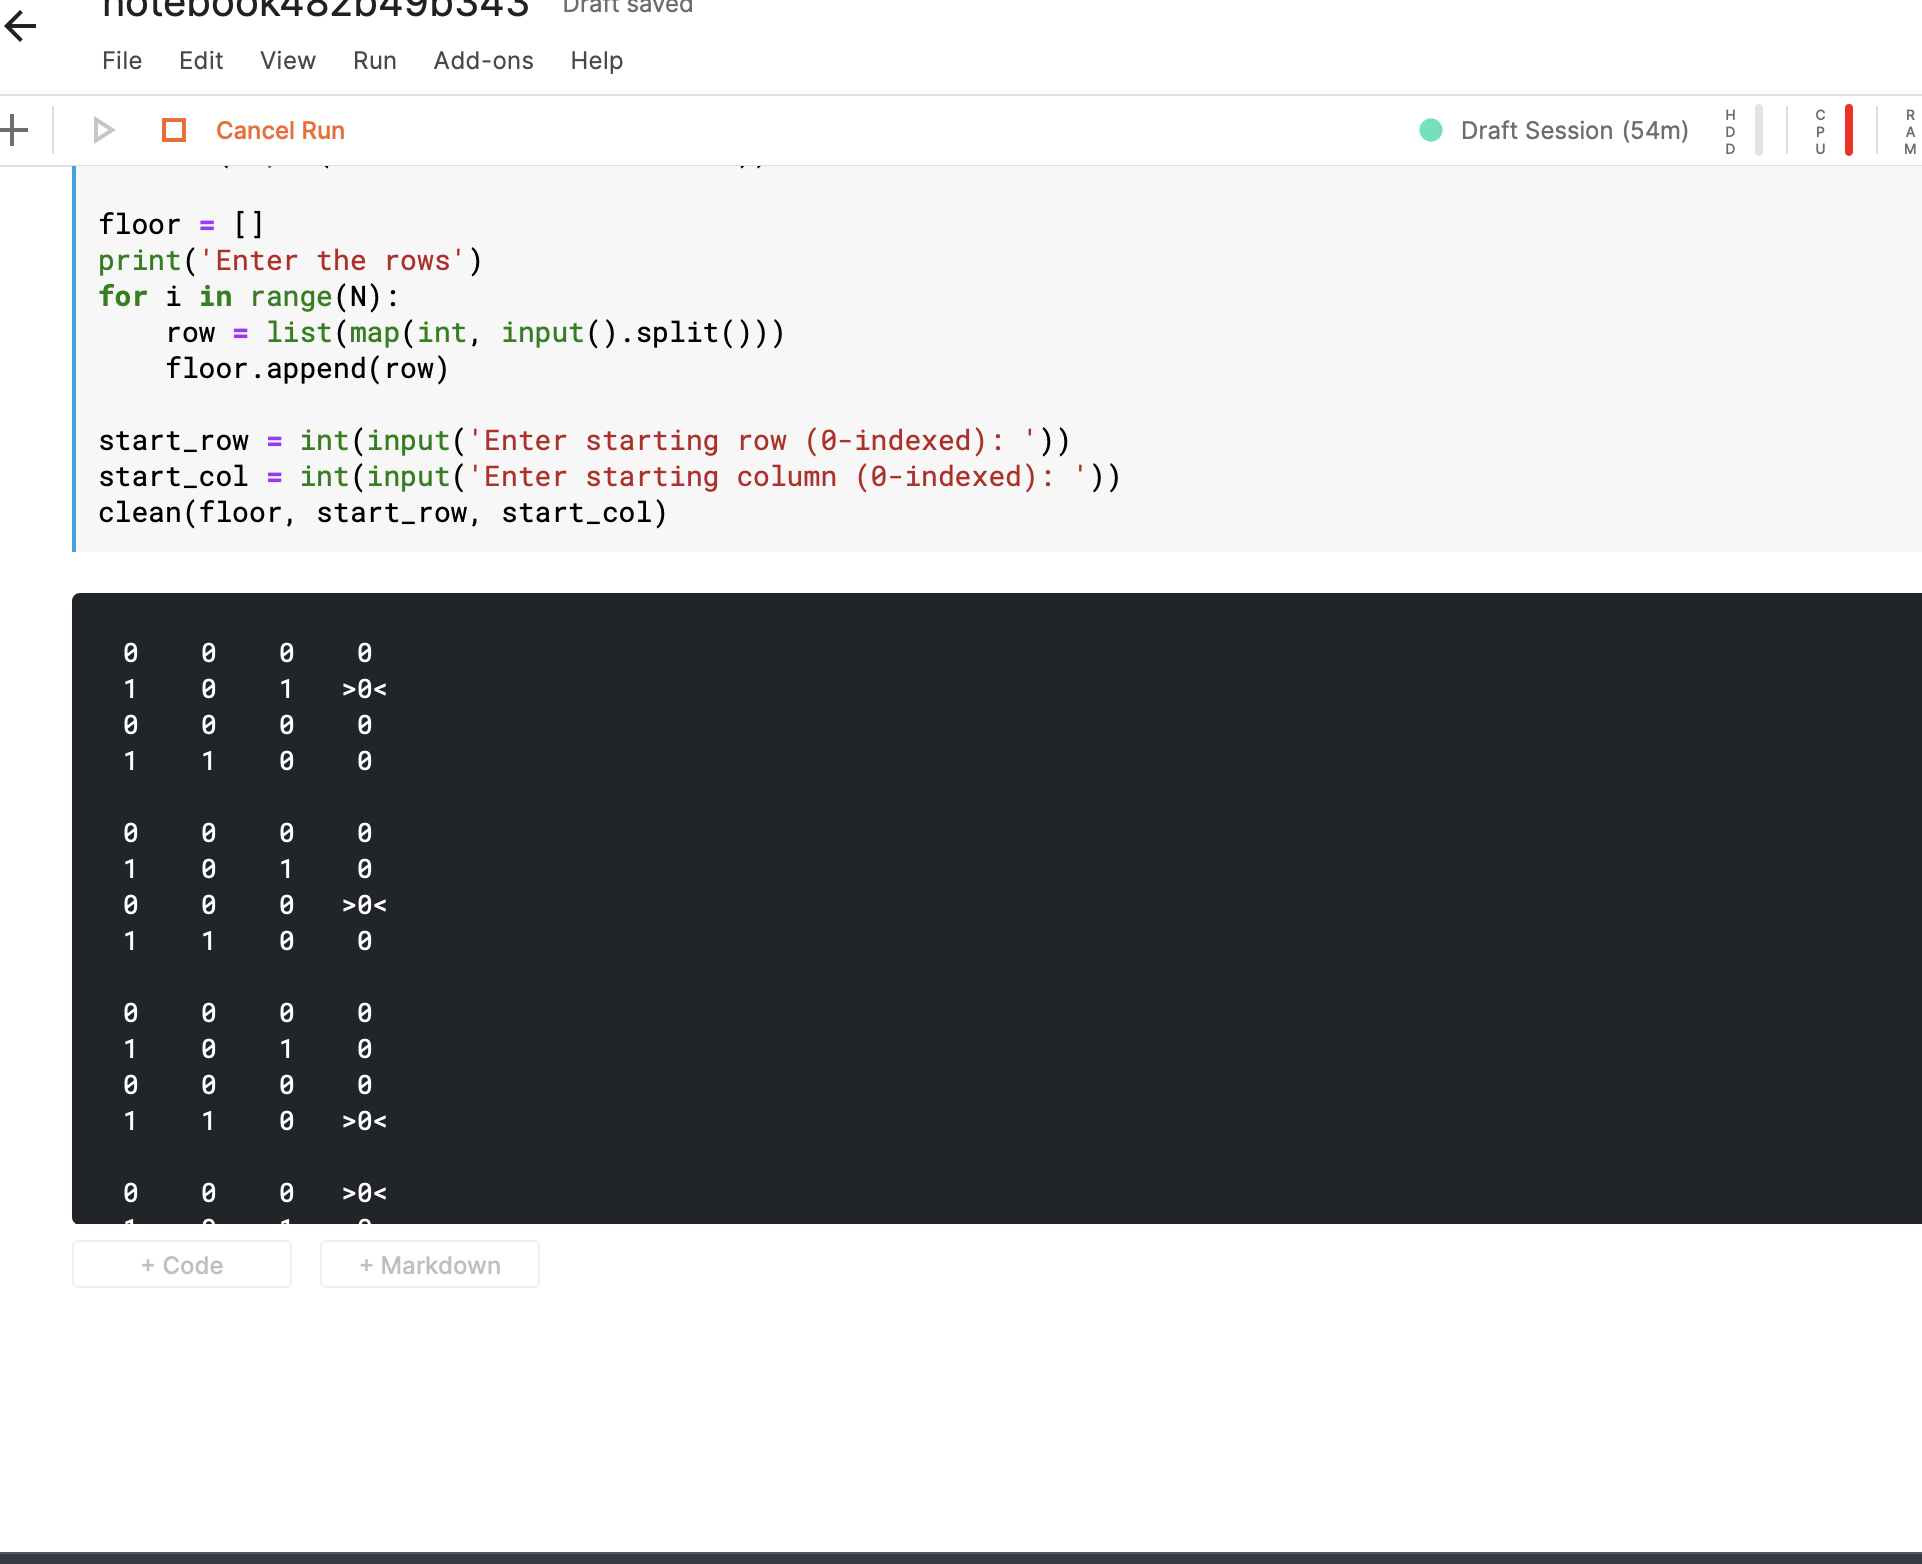 notebook482b49b343 Draft saved
File Edit View Run Add-ons Help
Cancel Run Draft Session (54m) HDD CPU RAM
floor = []
print('Enter the rows')
for i in range(N):
    row = list(map(int, input().split()))
    floor.append(row)
start_row = int(input('Enter starting row (0-indexed): '))
start_col = int(input('Enter starting column (0-indexed): '))
clean(floor, start_row, start_col)
0 0 0 0
1 0 1 >0<
0 0 0 0
1 1 0 0
0 0 0 0
1 0 1 0
0 0 0 >0<
1 1 0 0
0 0 0 0
1 0 1 0
0 0 0 0
1 1 0 >0<
0 0 0 >0<
1 0 1 0
+ Code + Markdown